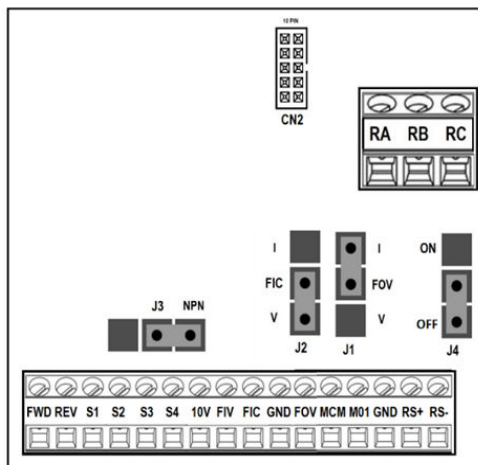 10 PIN
CN2
RA RB RC
I I ON
FIC FOV
J3 NPN V V OFF
J2 J1 J4
FWD REV S1 S2 S3 S4 10V FIV FIC GND FOV MCM M01 GND RS+ RS-